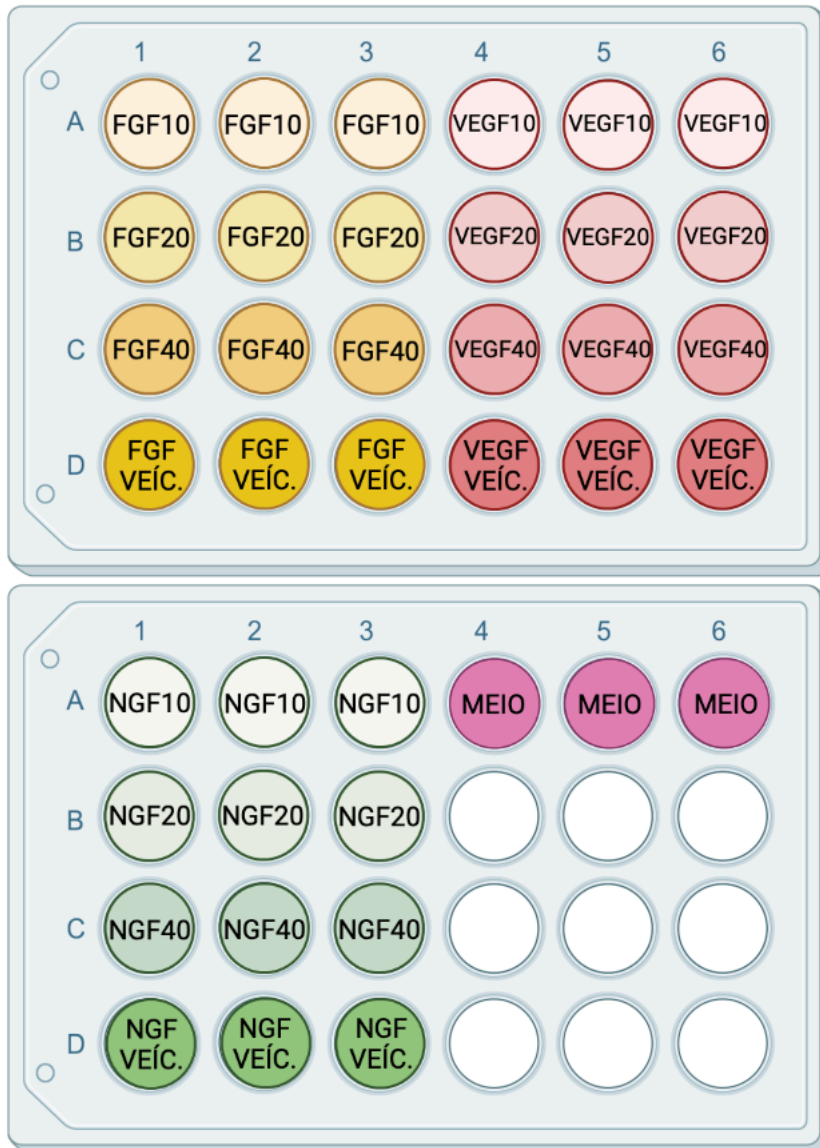 1 2 3 4 5 6
A FGF10 FGF10 FGF10 VEGF10 VEGF10 VEGF10
B FGF20 FGF20 FGF20 VEGF20 VEGF20 VEGF20
C FGF40 FGF40 FGF40 VEGF40 VEGF40 VEGF40
D FGF VEÍC. FGF VEÍC. FGF VEÍC. VEGF VEÍC. VEGF VEÍC. VEGF VEÍC.
1 2 3 4 5 6
A NGF10 NGF10 NGF10 MEIO MEIO MEIO
B NGF20 NGF20 NGF20
C NGF40 NGF40 NGF40
D NGF VEÍC. NGF VEÍC. NGF VEÍC.